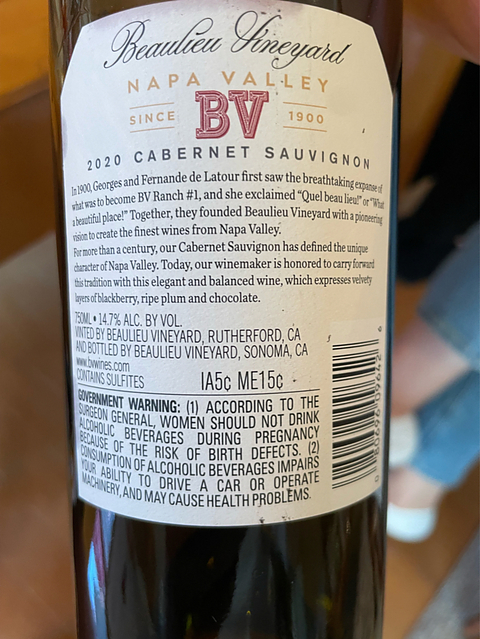 Beaulieu Vineyard
NAPA VALLEY
SINCE BV 1900
2020 CABERNET SAUVIGNON
In 1900, Georges and Fernande de Latour first saw the breathtaking expanse of
what was to become BV Ranch #1, and she exclaimed "Quel beau lieu!" or "What
a beautiful place!" Together, they founded Beaulieu Vineyard with a pioneering
vision to create the finest wines from Napa Valley.
For more than a century, our Cabernet Sauvignon has defined the unique
character of Napa Valley. Today, our winemaker is honored to carry forward
this tradition with this elegant and balanced wine, which expresses velvety
layers of blackberry, ripe plum and chocolate.
750ML • 14.7% ALC. BY VOL.
VINTED BY BEAULIEU VINEYARD, RUTHERFORD, CA
AND BOTTLED BY BEAULIEU VINEYARD, SONOMA, CA
www.bvwines.com
CONTAINS SULFITES IA5¢ ME15¢
GOVERNMENT WARNING: (1) ACCORDING TO THE
SURGEON GENERAL, WOMEN SHOULD NOT DRINK
ALCOHOLIC BEVERAGES DURING PREGNANCY
BECAUSE OF THE RISK OF BIRTH DEFECTS. (2)
CONSUMPTION OF ALCOHOLIC BEVERAGES IMPAIRS
YOUR ABILITY TO DRIVE A CAR OR OPERATE
MACHINERY, AND MAY CAUSE HEALTH PROBLEMS.